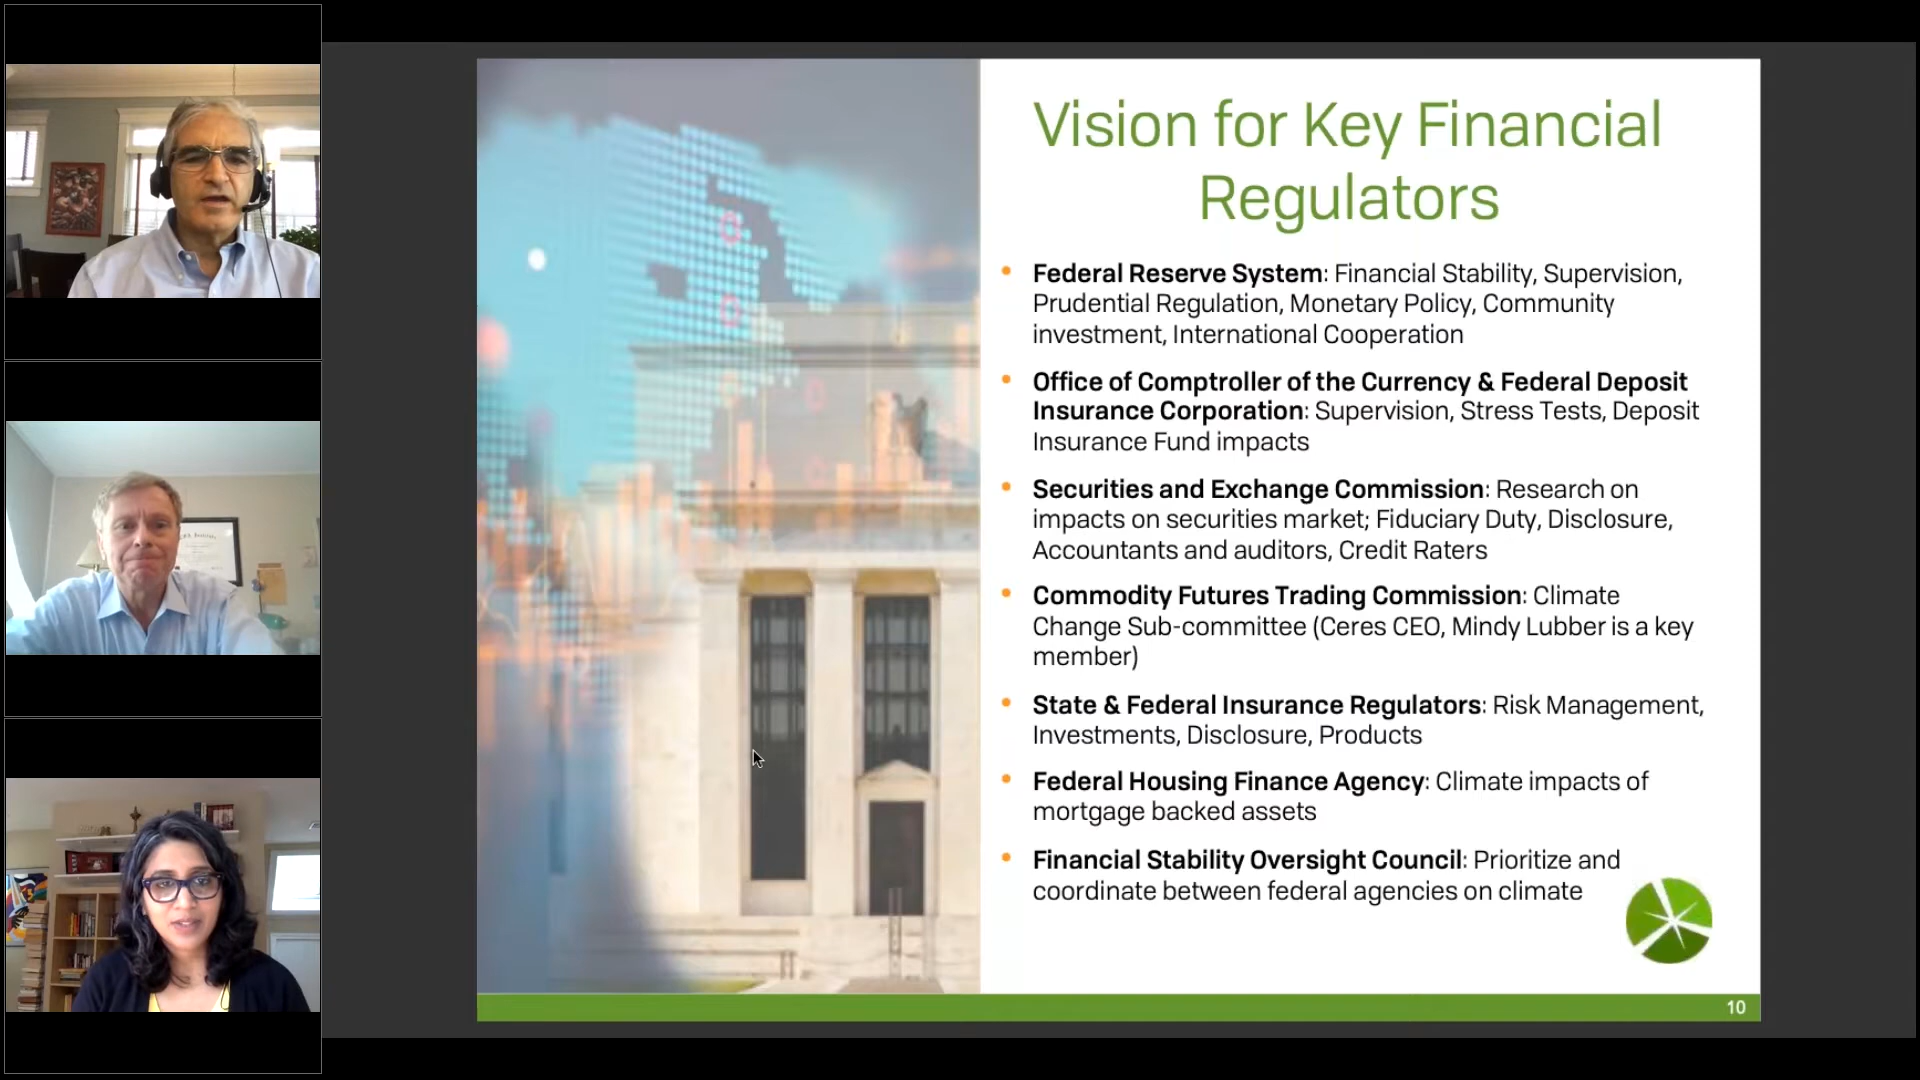 Vision for Key Financial
Regulators
• Federal Reserve System: Financial Stability, Supervision,
Prudential Regulation, Monetary Policy, Community
investment, International Cooperation
• Office of Comptroller of the Currency & Federal Deposit
Insurance Corporation: Supervision, Stress Tests, Deposit
Insurance Fund impacts
• Securities and Exchange Commission: Research on
impacts on securities market; Fiduciary Duty, Disclosure,
Accountants and auditors, Credit Raters
• Commodity Futures Trading Commission: Climate
Change Sub-committee (Ceres CEO, Mindy Lubber is a key
member)
• State & Federal Insurance Regulators: Risk Management,
Investments, Disclosure, Products
• Federal Housing Finance Agency: Climate impacts of
mortgage backed assets
• Financial Stability Oversight Council: Prioritize and
coordinate between federal agencies on climate
10